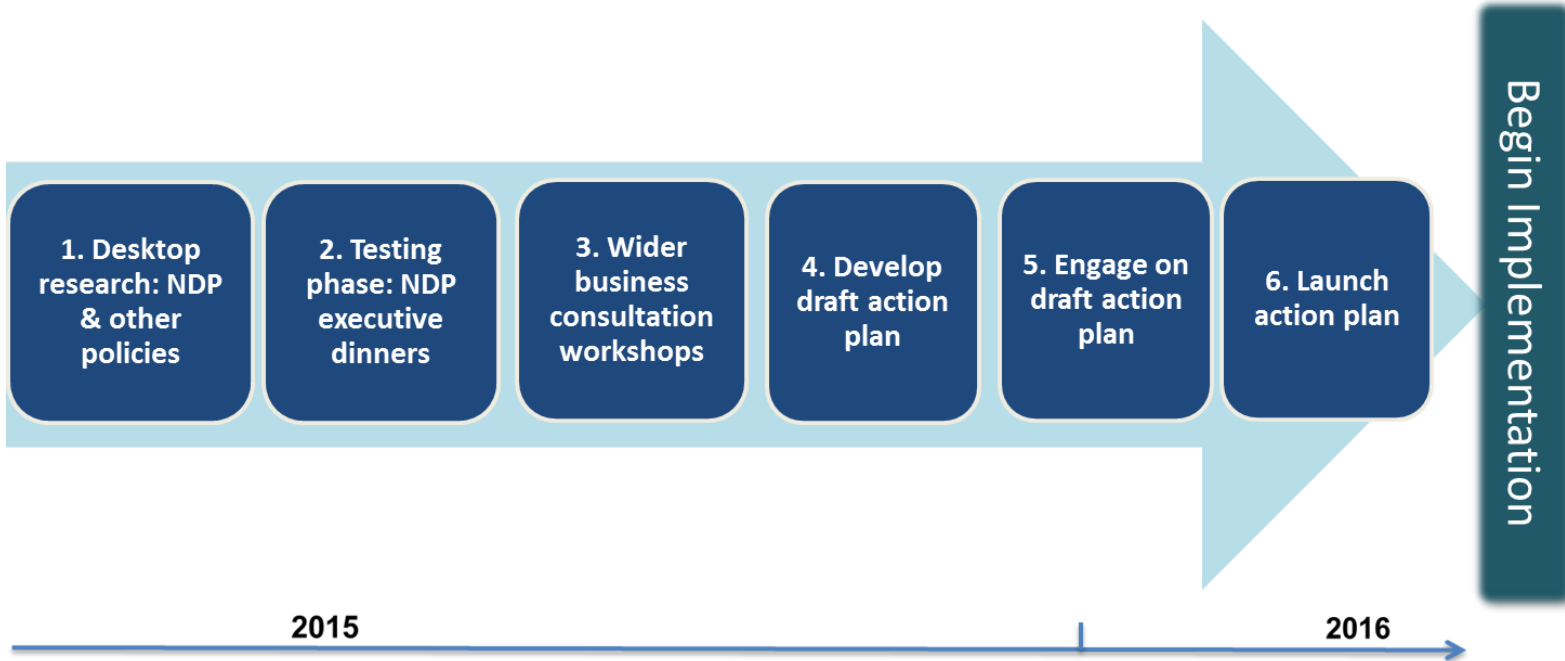 1. Desktop
research: NDP
& other
policies
2. Testing
phase: NDP
executive
dinners
3. Wider
business
consultation
workshops
4. Develop
draft action
plan
5. Engage on
draft action
plan
6. Launch
action plan
Begin Implementation
2015
2016